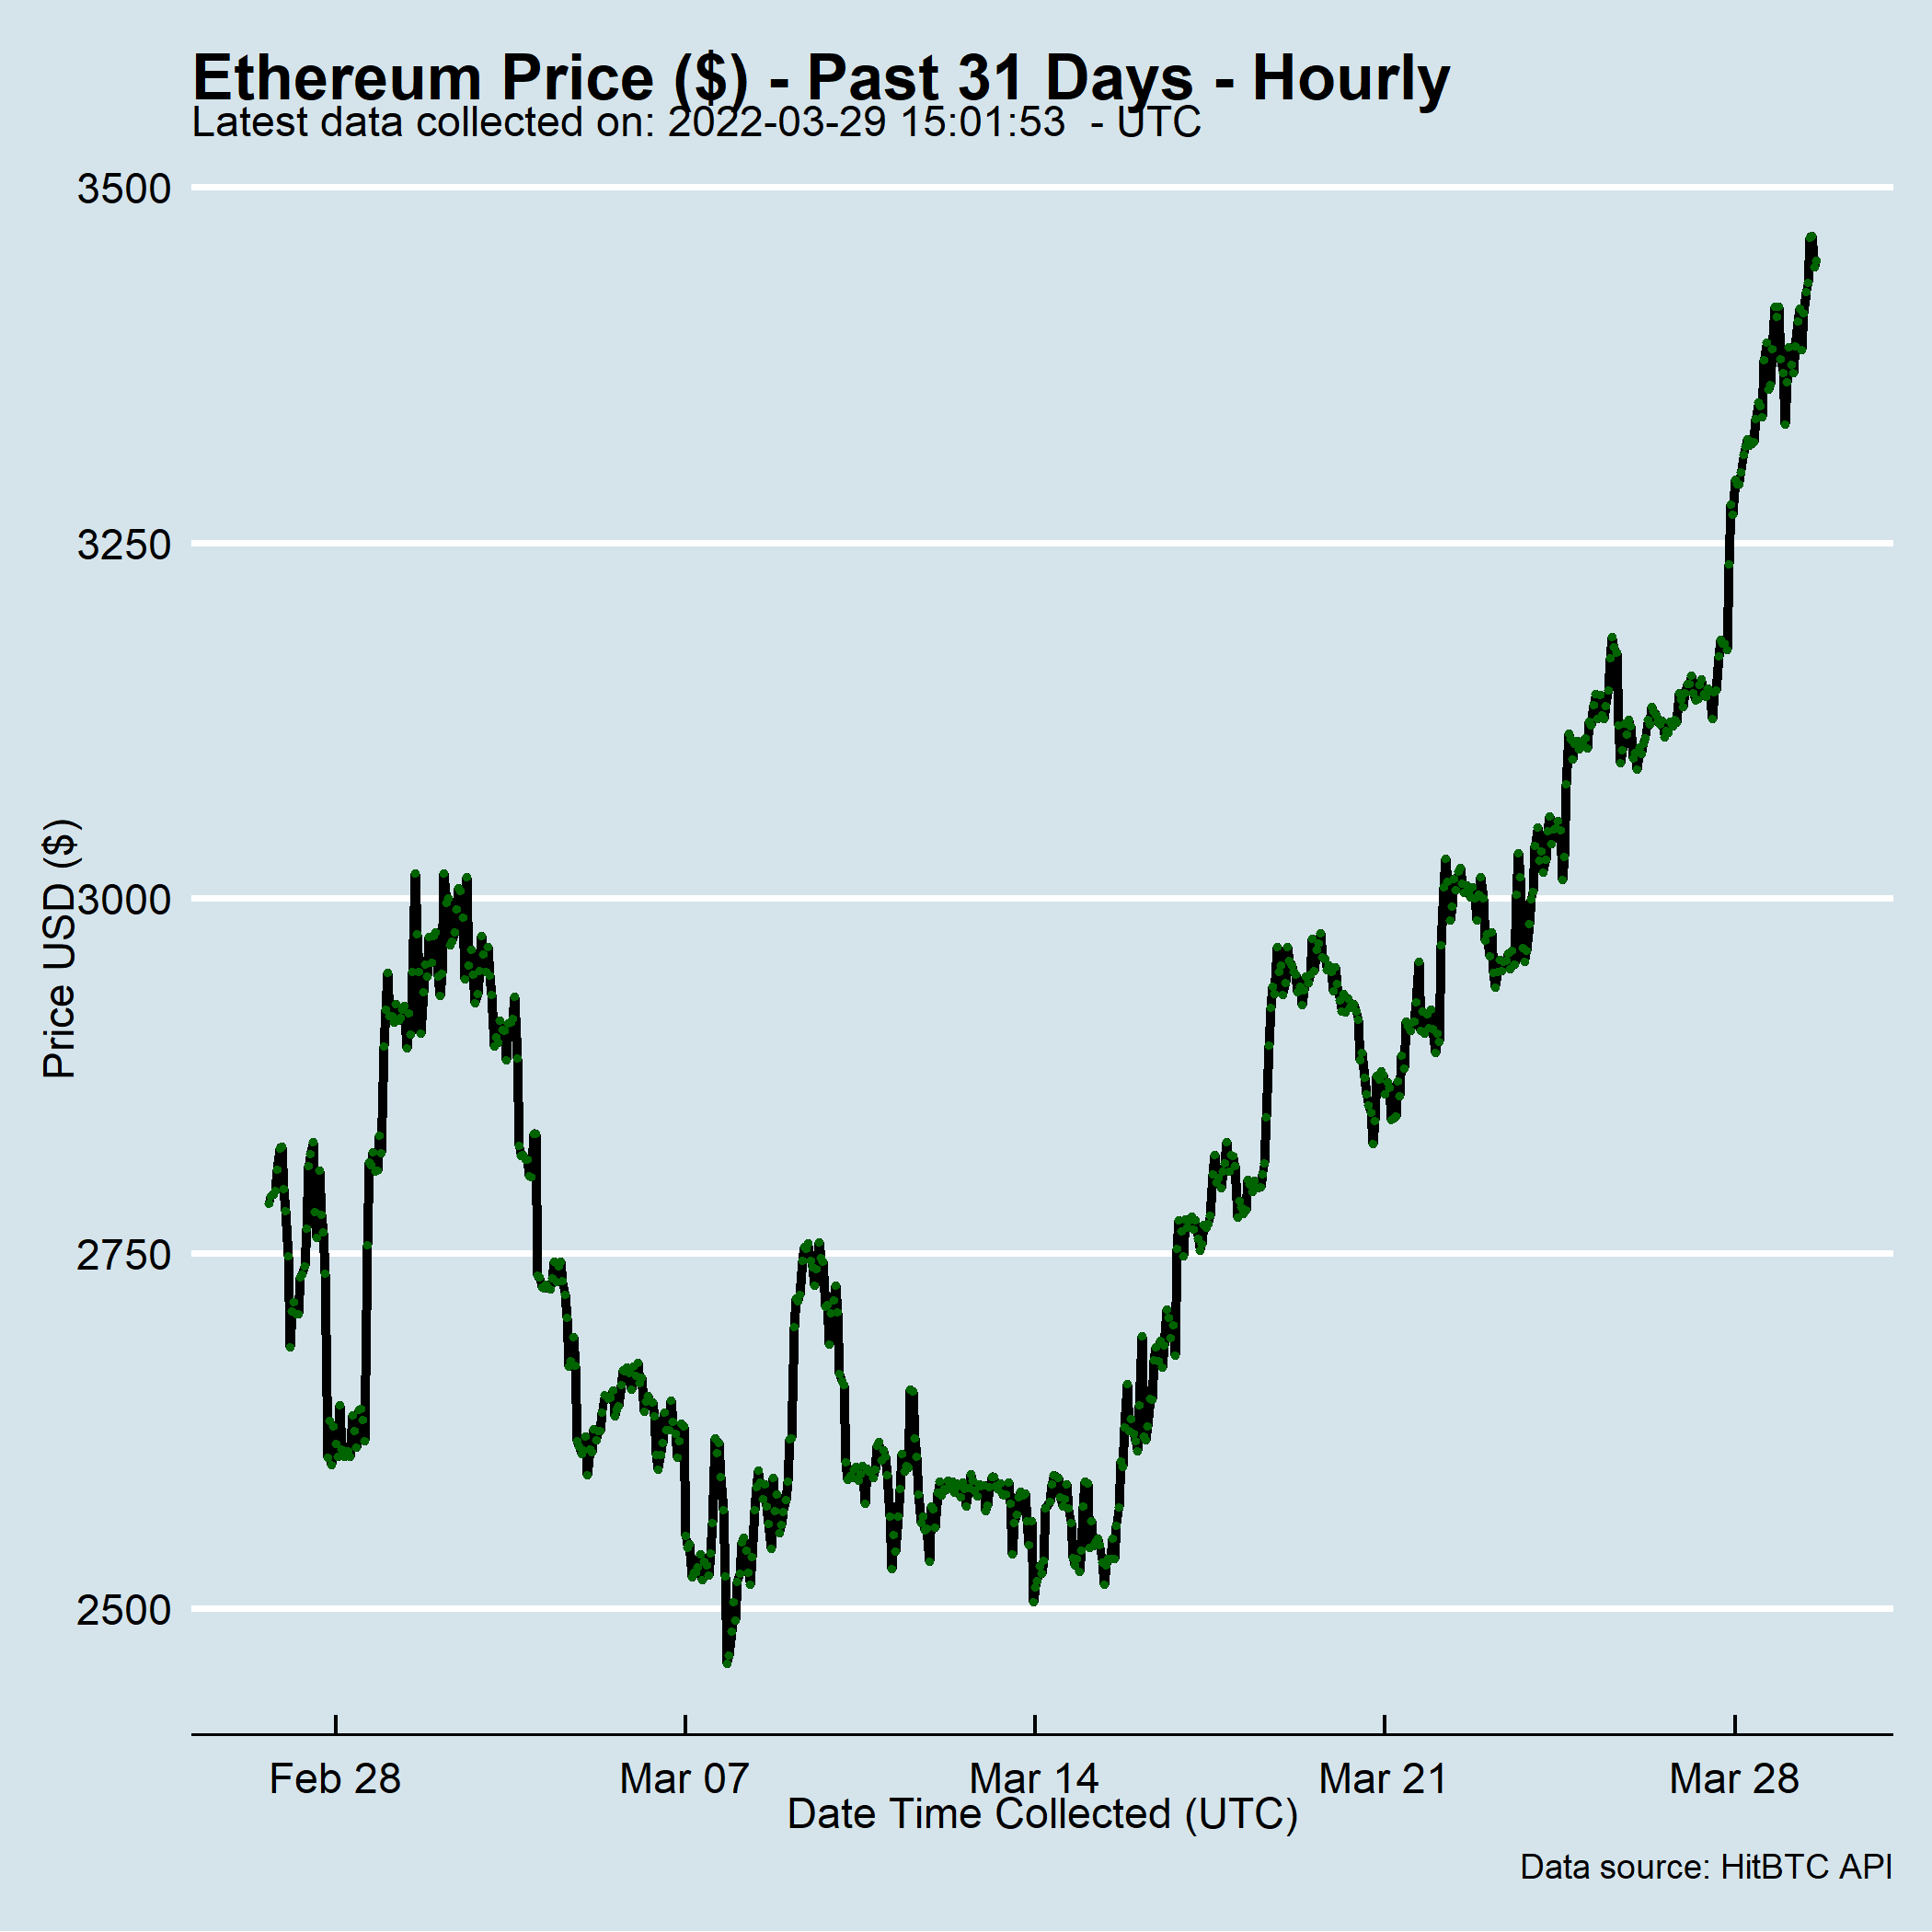 Ethereum Price ($) - Past 31 Days - Hourly
Latest data collected on: 2022-03-29 15:01:53  - UTC
3500
3250
3000
2750
2500
Price USD ($)
Feb 28 Mar 07 Mar 14 Mar 21 Mar 28
Date Time Collected (UTC)
Data source: HitBTC API